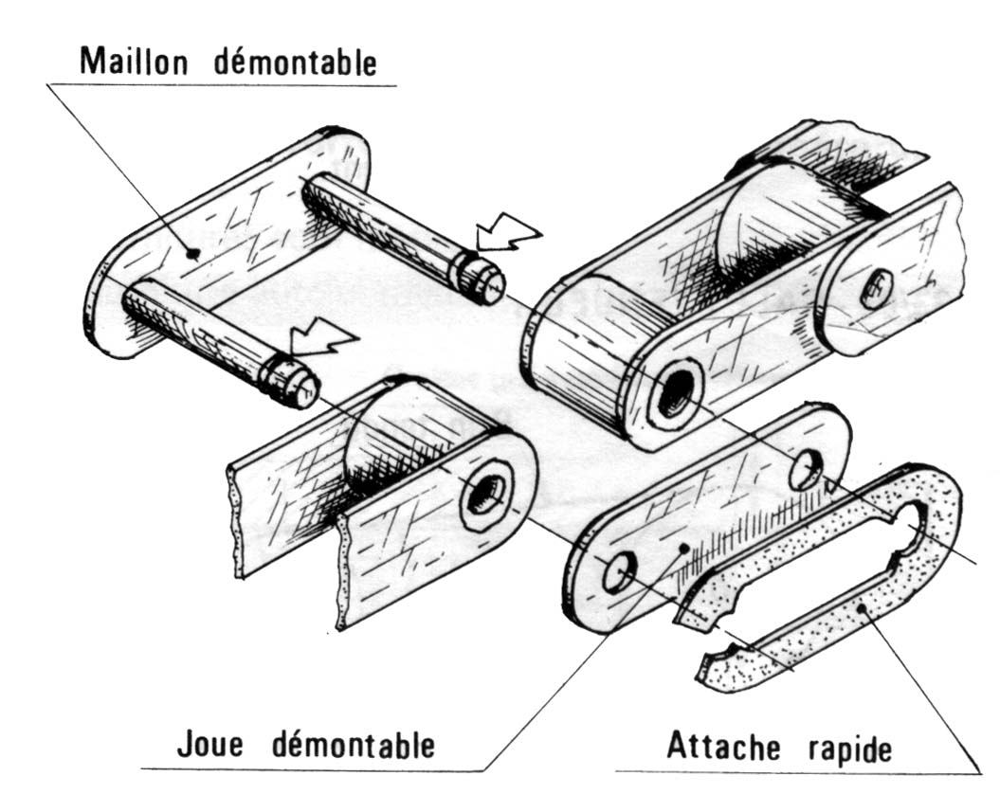 Maillon démontable
Joue démontable
Attache rapide